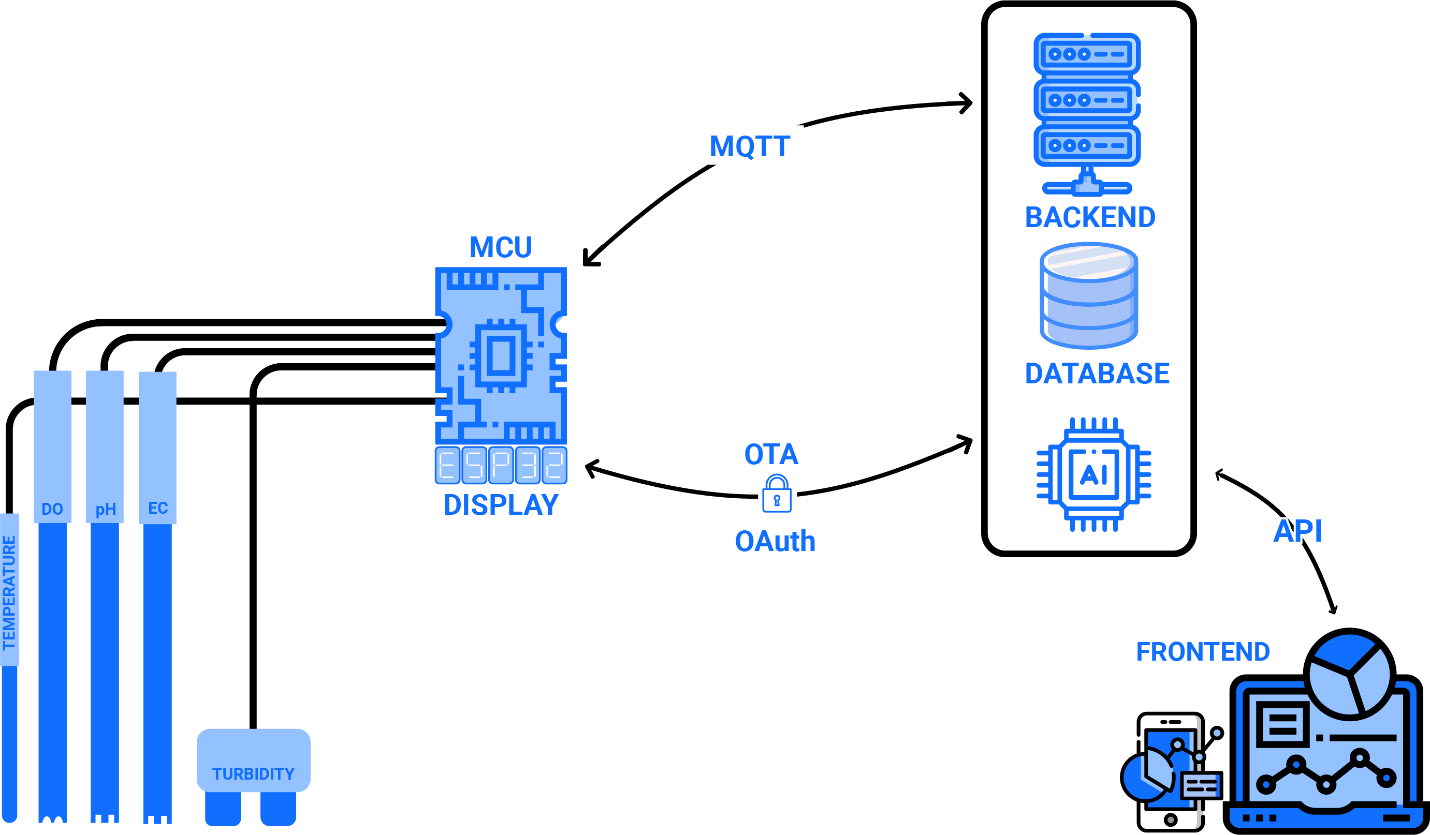 MQTT
BACKEND
MCU
DATABASE
ESP32
DISPLAY
OTA
OAuth
AI
API
DO
pH
EC
TEMPERATURE
TURBIDITY
FRONTEND